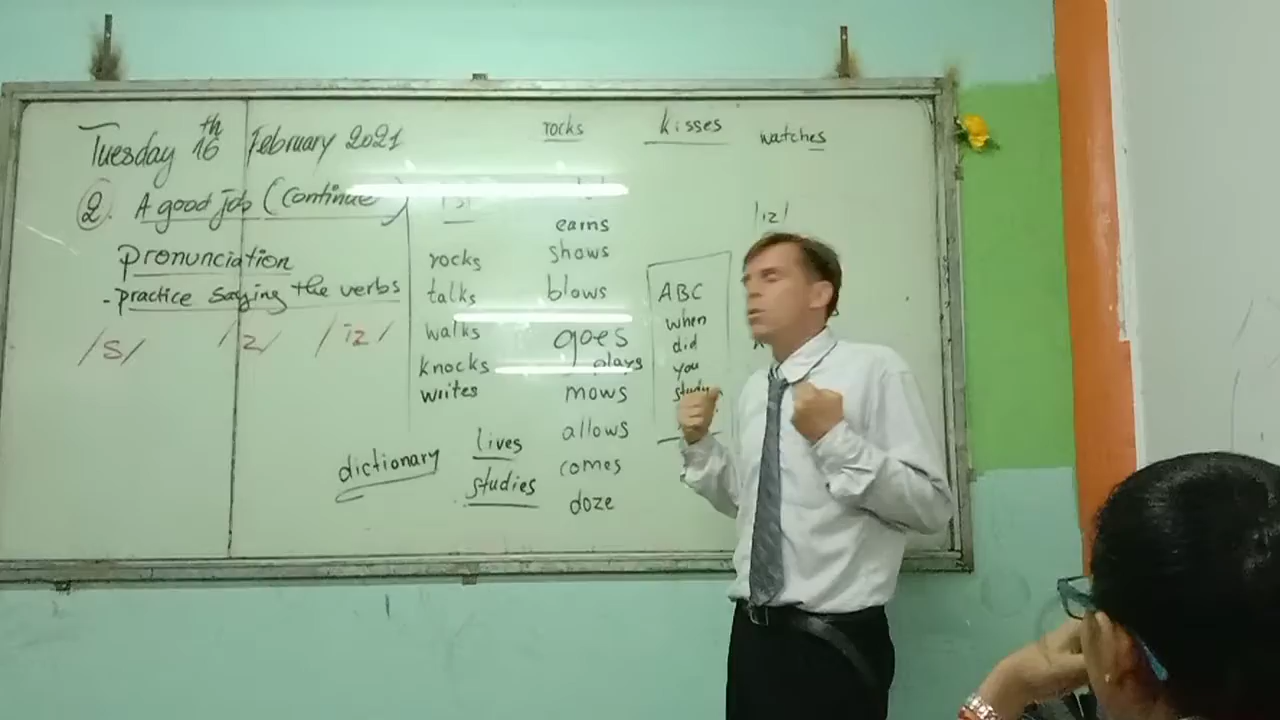 Tuesday 16th February 2021
2. A good job (Continue)
pronunciation
- practice saying the verbs
/s/ /z/ /iz/
dictionary
lives
studies
rocks
talks
walks
knocks
writes
rocks
earns
shows
blows
goes
plays
mows
allows
comes
doze
kisses
ABC
when
did
you
study
watches
/iz/